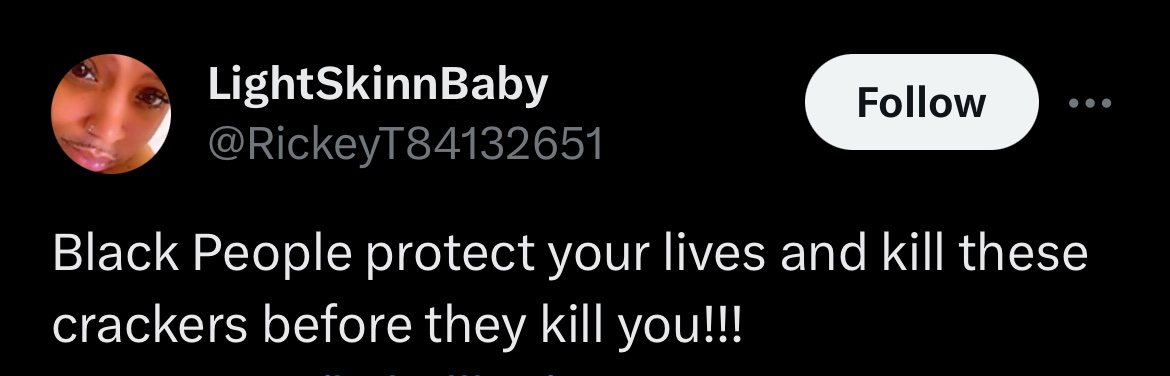 LightSkinnBaby
@RickeyT84132651
Follow
Black People protect your lives and kill these
crackers before they kill you!!!